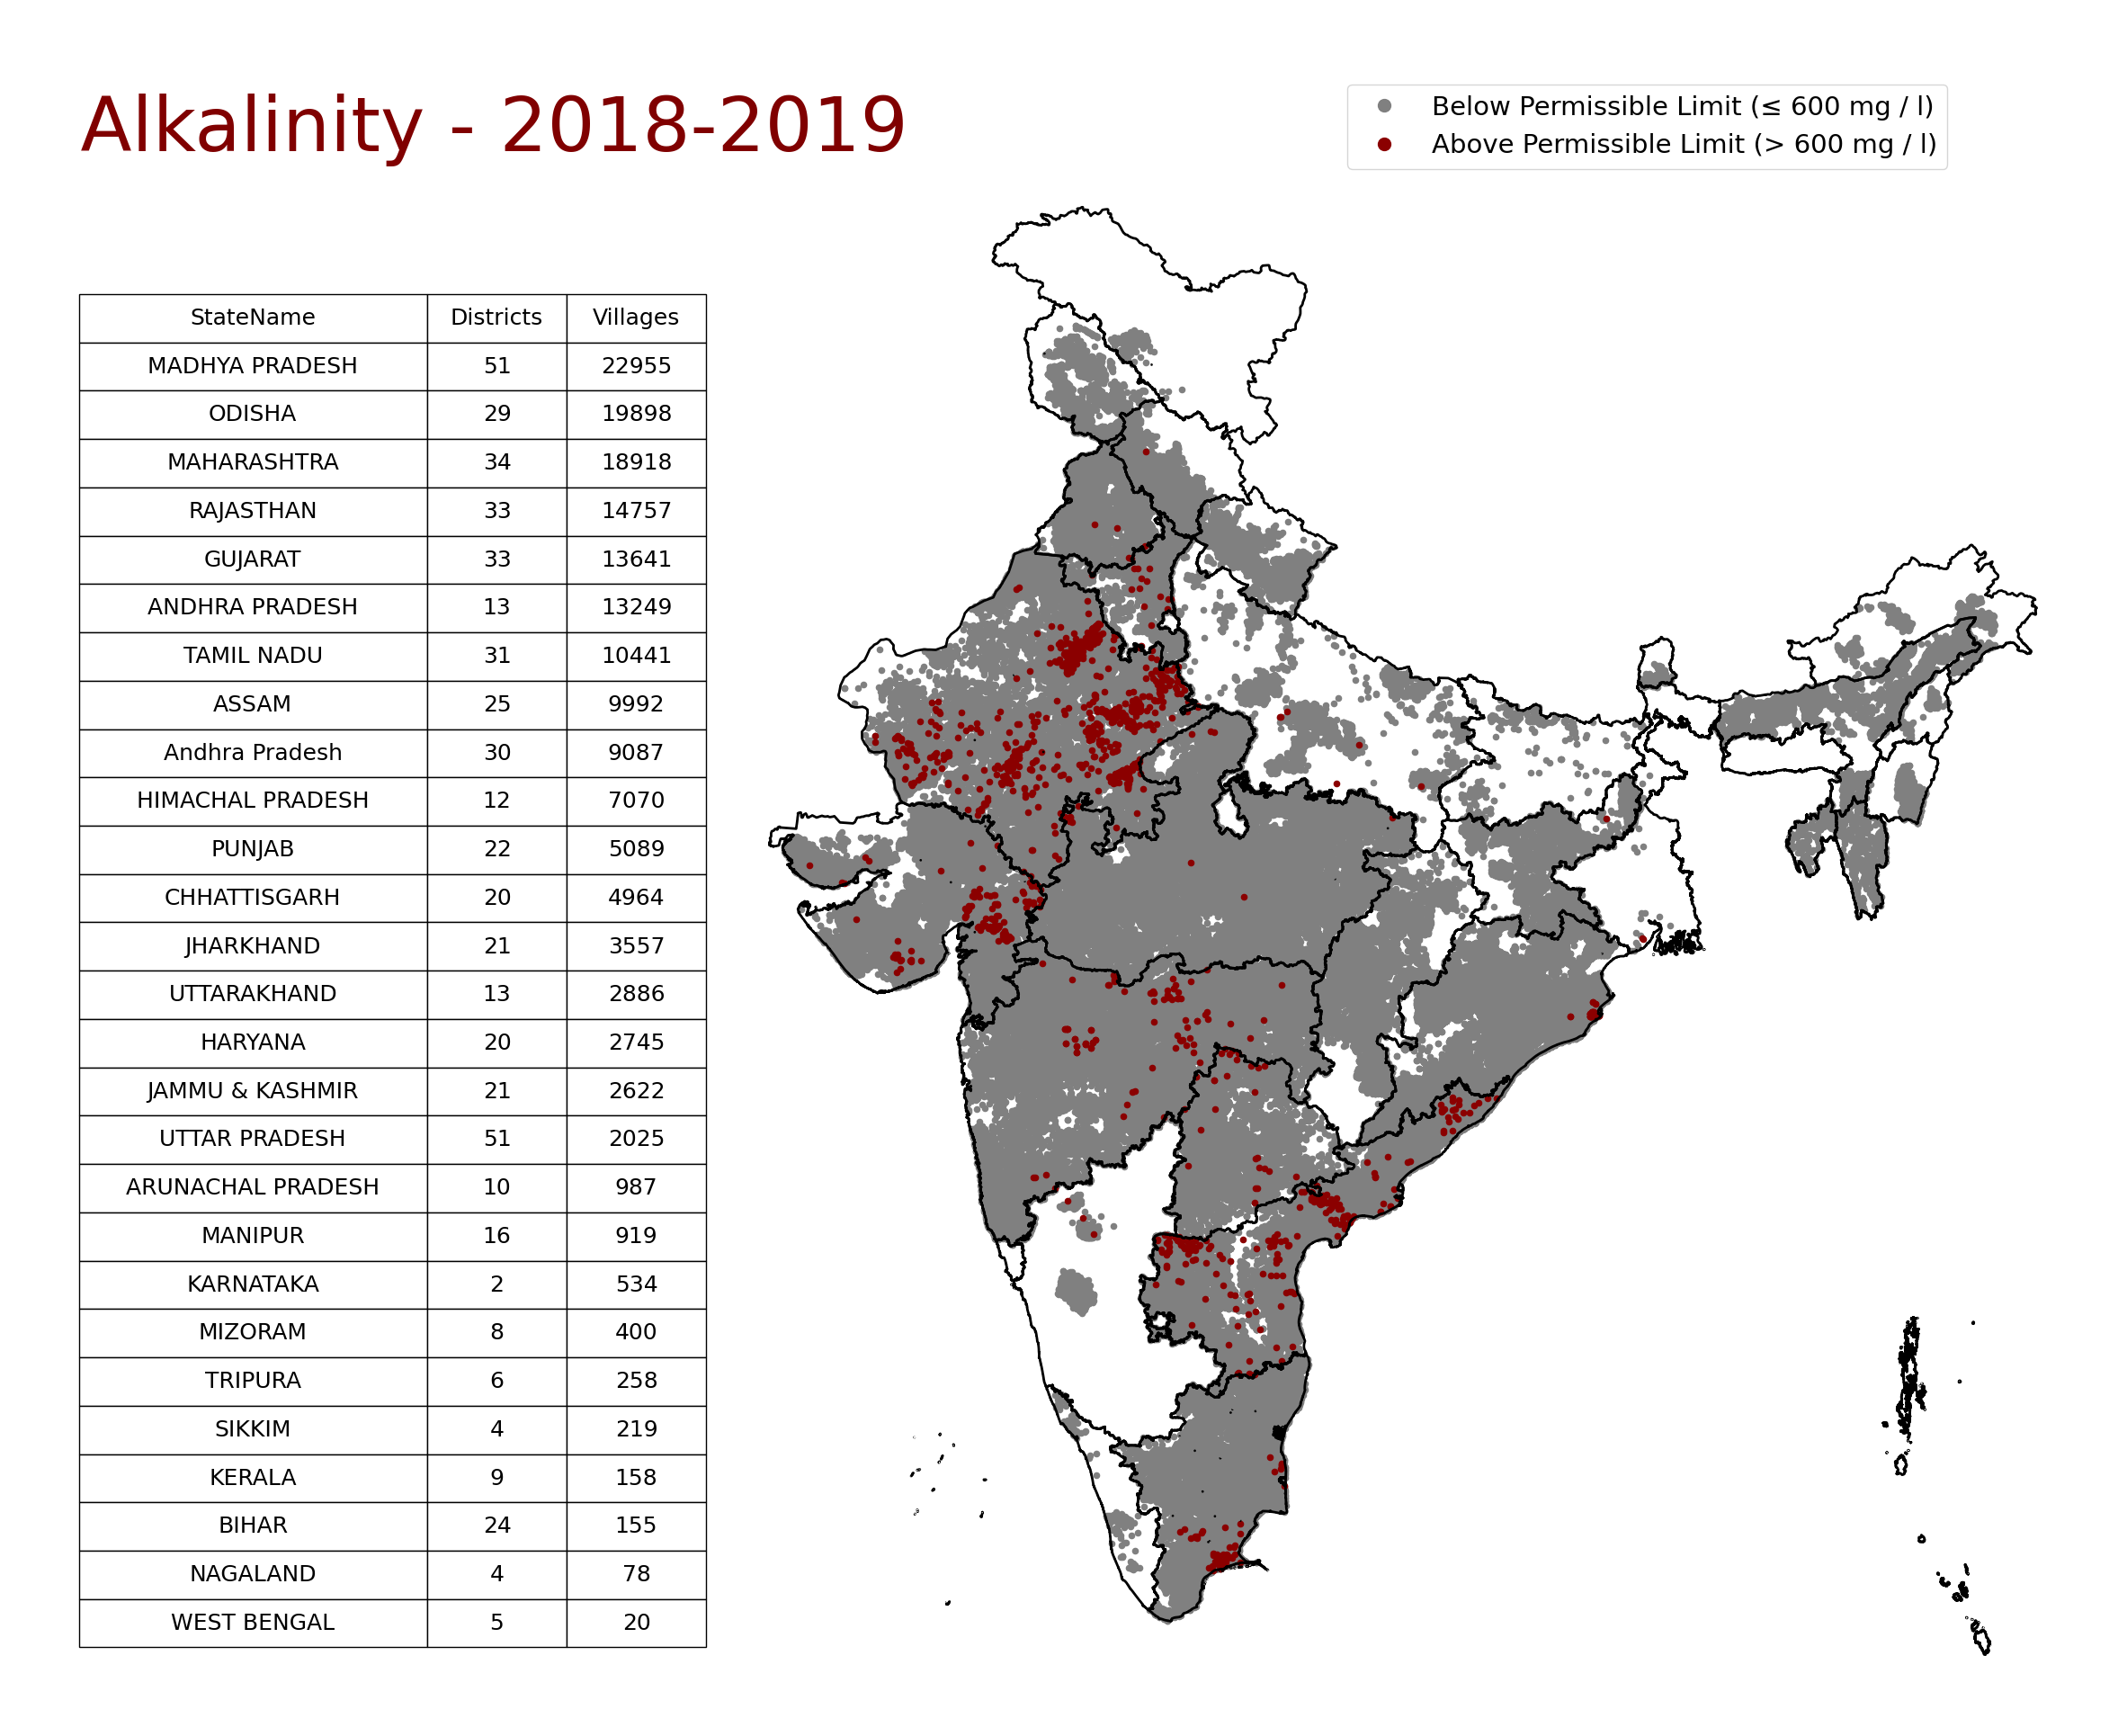 Alkalinity - 2018-2019
Below Permissible Limit (≤ 600 mg / l)
Above Permissible Limit (> 600 mg / l)
StateName Districts Villages
MADHYA PRADESH 51 22955
ODISHA 29 19898
MAHARASHTRA 34 18918
RAJASTHAN 33 14757
GUJARAT 33 13641
ANDHRA PRADESH 13 13249
TAMIL NADU 31 10441
ASSAM 25 9992
Andhra Pradesh 30 9087
HIMACHAL PRADESH 12 7070
PUNJAB 22 5089
CHHATTISGARH 20 4964
JHARKHAND 21 3557
UTTARAKHAND 13 2886
HARYANA 20 2745
JAMMU & KASHMIR 21 2622
UTTAR PRADESH 51 2025
ARUNACHAL PRADESH 10 987
MANIPUR 16 919
KARNATAKA 2 534
MIZORAM 8 400
TRIPURA 6 258
SIKKIM 4 219
KERALA 9 158
BIHAR 24 155
NAGALAND 4 78
WEST BENGAL 5 20